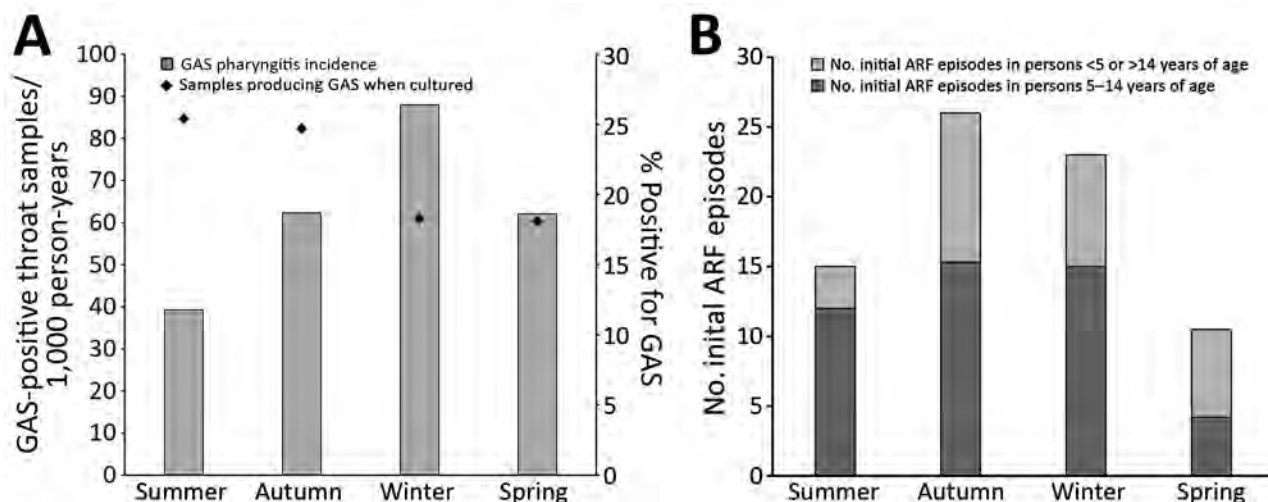 A
GAS-positive throat samples/
1,000 person-years
100
90
80
70
60
50
40
30
20
10
0
GAS pharyngitis incidence
Samples producing GAS when cultured
30
25
20
15
10
5
0
% Positive for GAS
Summer Autumn Winter Spring
B
No. inital ARF episodes
30
25
20
15
10
5
0
No. initial ARF episodes in persons <5 or >14 years of age
No. initial ARF episodes in persons 5–14 years of age
Summer Autumn Winter Spring